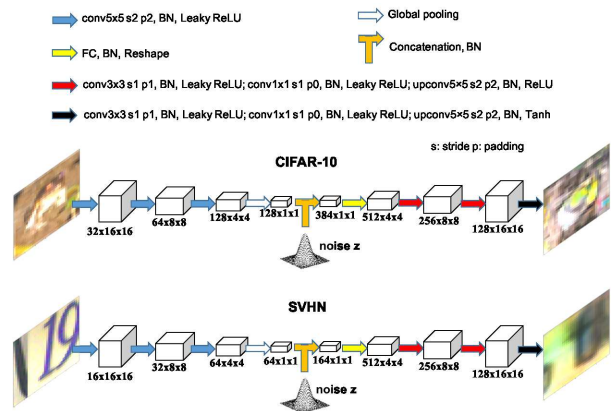 conv5x5 s2 p2, BN, Leaky ReLU
Global pooling
FC, BN, Reshape
Concatenation, BN
conv3x3 s1 p1, BN, Leaky ReLU; conv1x1 s1 p0, BN, Leaky ReLU; upconv5×5 s2 p2, BN, ReLU
conv3x3 s1 p1, BN, Leaky ReLU; conv1x1 s1 p0, BN, Leaky ReLU; upconv5×5 s2 p2, BN, Tanh
s: stride p: padding
CIFAR-10
32x16x16 64x8x8 128x4x4 128x1x1 384x1x1 512x4x4 256x8x8 128x16x16
noise z
SVHN
19
16x16x16 32x8x8 64x4x4 64x1x1 164x1x1 512x4x4 256x8x8 128x16x16
noise z